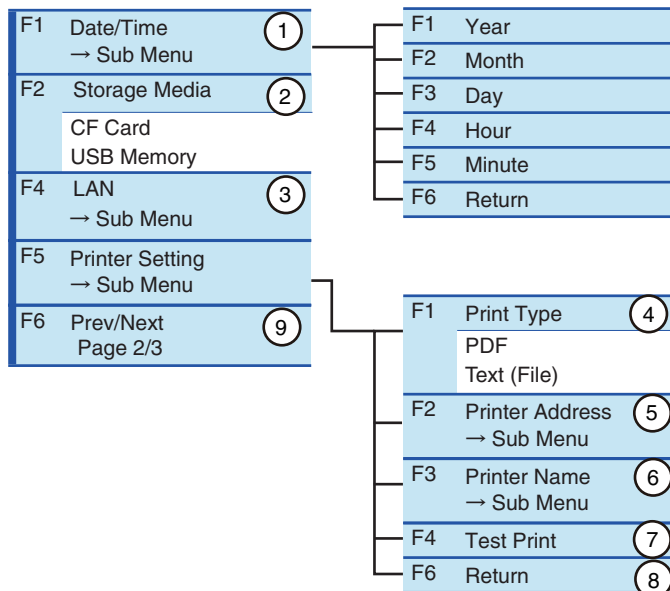 F1 Date/Time 1
→ Sub Menu
F2 Storage Media 2
CF Card
USB Memory
F4 LAN 3
→ Sub Menu
F5 Printer Setting
→ Sub Menu
F6 Prev/Next 9
Page 2/3
F1 Year
F2 Month
F3 Day
F4 Hour
F5 Minute
F6 Return
F1 Print Type 4
PDF
Text (File)
F2 Printer Address 5
→ Sub Menu
F3 Printer Name 6
→ Sub Menu
F4 Test Print 7
F6 Return 8